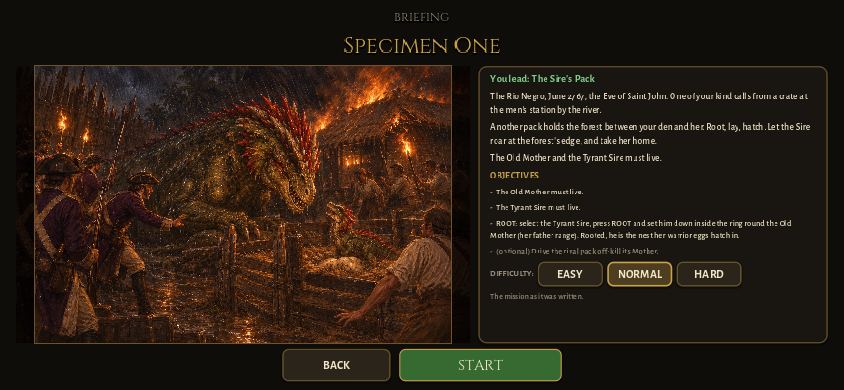 BRIEFING
SPECIMEN ONE
You lead: The Sire's Pack
The Rio Negro, June 1767, the Eve of Saint John. One of your kind calls from a crate at
the men's station by the river.
Another pack holds the forest between your den and her. Root, lay, hatch. Let the Sire
roar at the forest's edge, and take her home.
The Old Mother and the Tyrant Sire must live.
OBJECTIVES
- The Old Mother must live.
- The Tyrant Sire must live.
- ROOT: select the Tyrant Sire, press ROOT and set him down inside the ring round the Old
Mother (her father range). Rooted, he is the nest her warrior eggs hatch in.
- (optional) Drive the rival pack off - kill its Mother.
DIFFICULTY: EASY NORMAL HARD
The mission as it was written.
BACK START